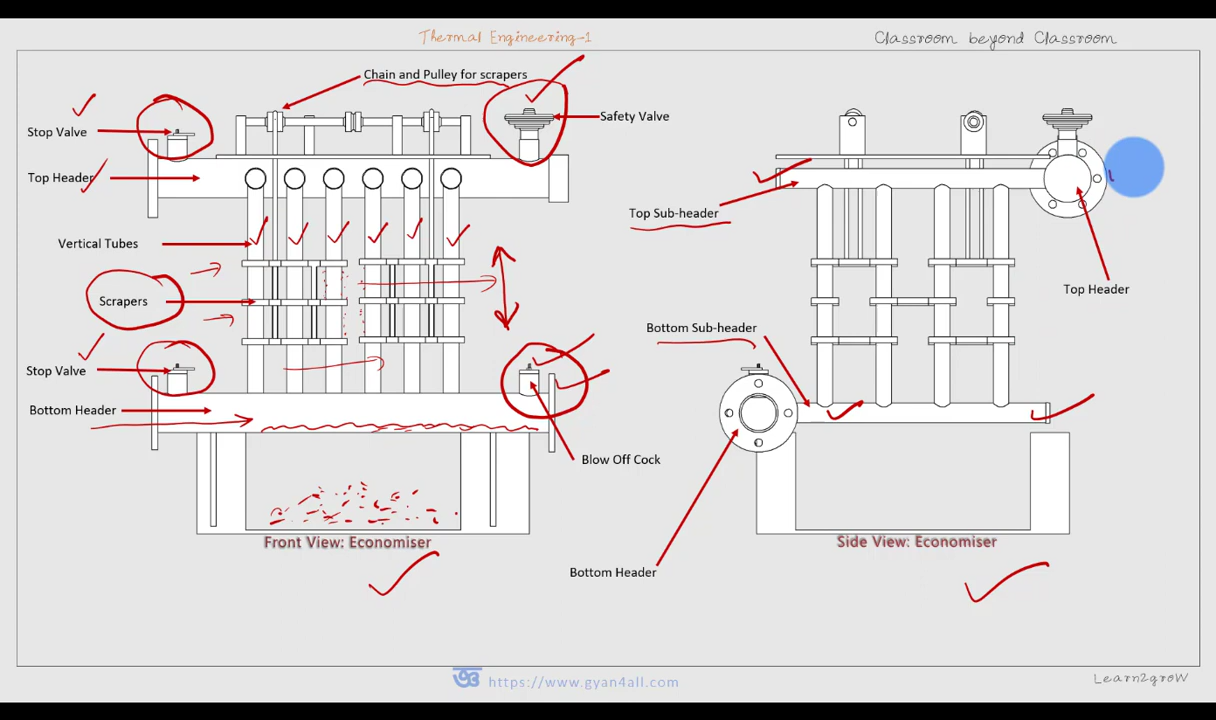 Thermal Engineering-1
Classroom beyond Classroom
Chain and Pulley for scrapers
Stop Valve
Safety Valve
Top Header
Top Sub-header
Vertical Tubes
Scrapers
Top Header
Bottom Sub-header
Stop Valve
Bottom Header
Blow Off Cock
Front View: Economiser
Side View: Economiser
Bottom Header
https://www.gyan4all.com
Learn2groW